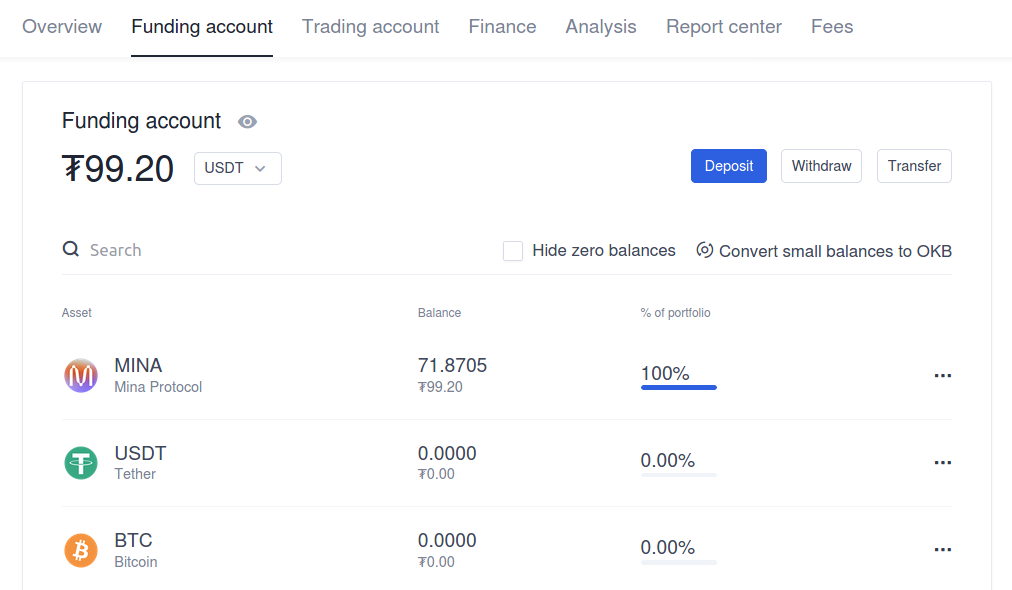 Overview Funding account Trading account Finance Analysis Report center Fees
Funding account
₮99.20 USDT Deposit Withdraw Transfer
Search Hide zero balances Convert small balances to OKB
Asset Balance % of portfolio
MINA 71.8705 100%
Mina Protocol ₮99.20
USDT 0.0000 0.00%
Tether ₮0.00
BTC 0.0000 0.00%
Bitcoin ₮0.00